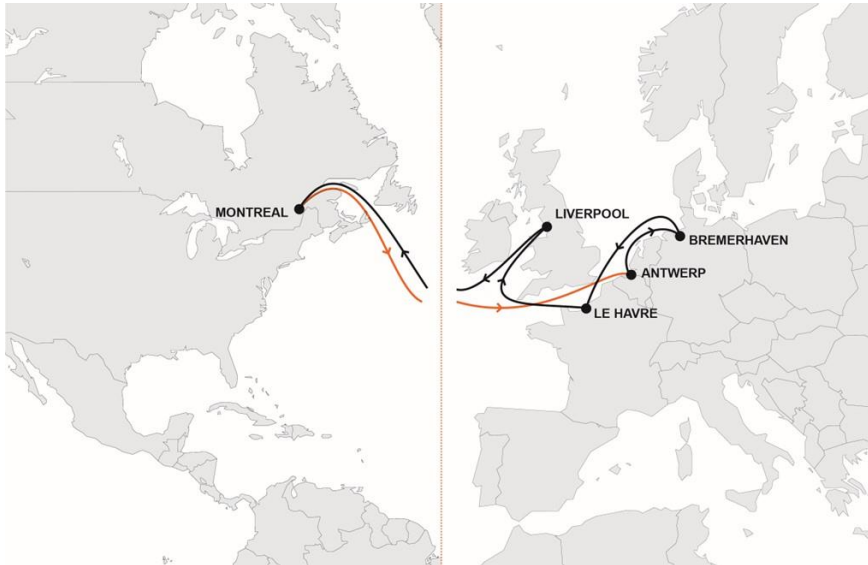 MONTREAL
LIVERPOOL
BREMERHAVEN
ANTWERP
LE HAVRE